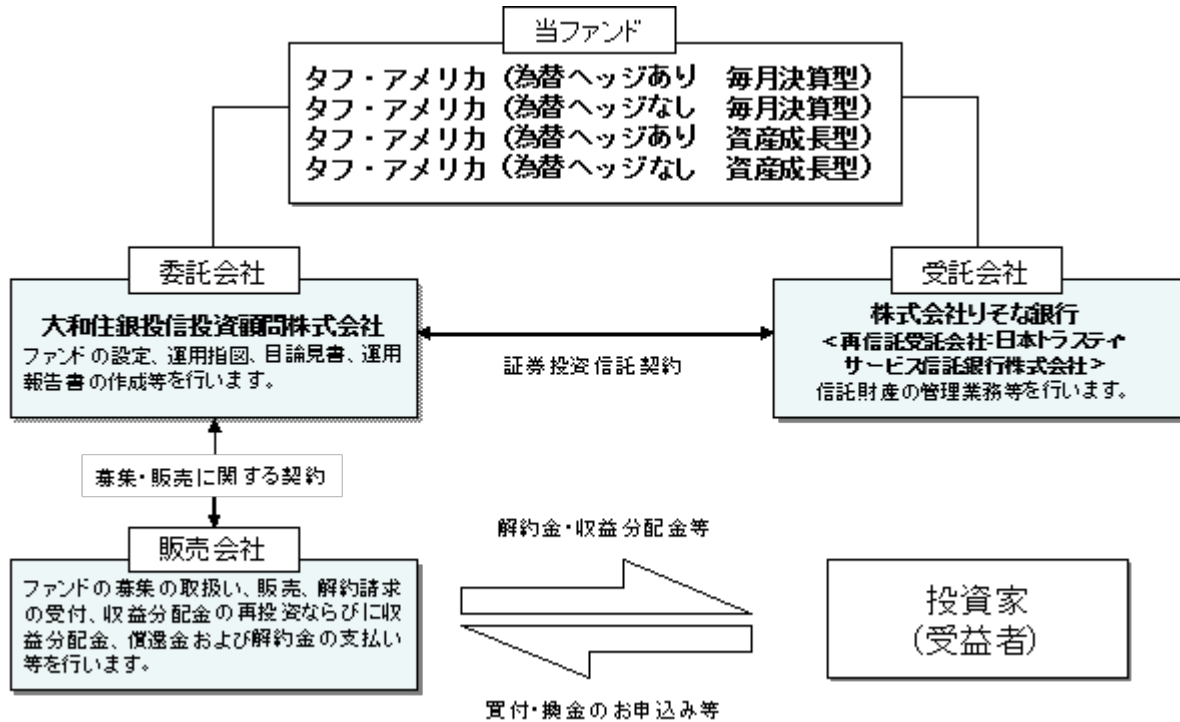 当ファンド
タフ・アメリカ（為替ヘッジあり　毎月決算型）
タフ・アメリカ（為替ヘッジなし　毎月決算型）
タフ・アメリカ（為替ヘッジあり　資産成長型）
タフ・アメリカ（為替ヘッジなし　資産成長型）
委託会社
大和住銀投信投資顧問株式会社
ファンドの設定、運用指図、目論見書、運用
報告書の作成等を行います。
証券投資信託契約
受託会社
株式会社りそな銀行
＜再信託受託会社:日本トラスティ
サービス信託銀行株式会社＞
信託財産の管理業務等を行います。
募集・販売に関する契約
販売会社
ファンドの募集の取扱い、販売、解約請求
の受付、収益分配金の再投資ならびに収
益分配金、償還金および解約金の支払い
等を行います。
解約金・収益分配金等
買付・換金のお申込み等
投資家
(受益者)